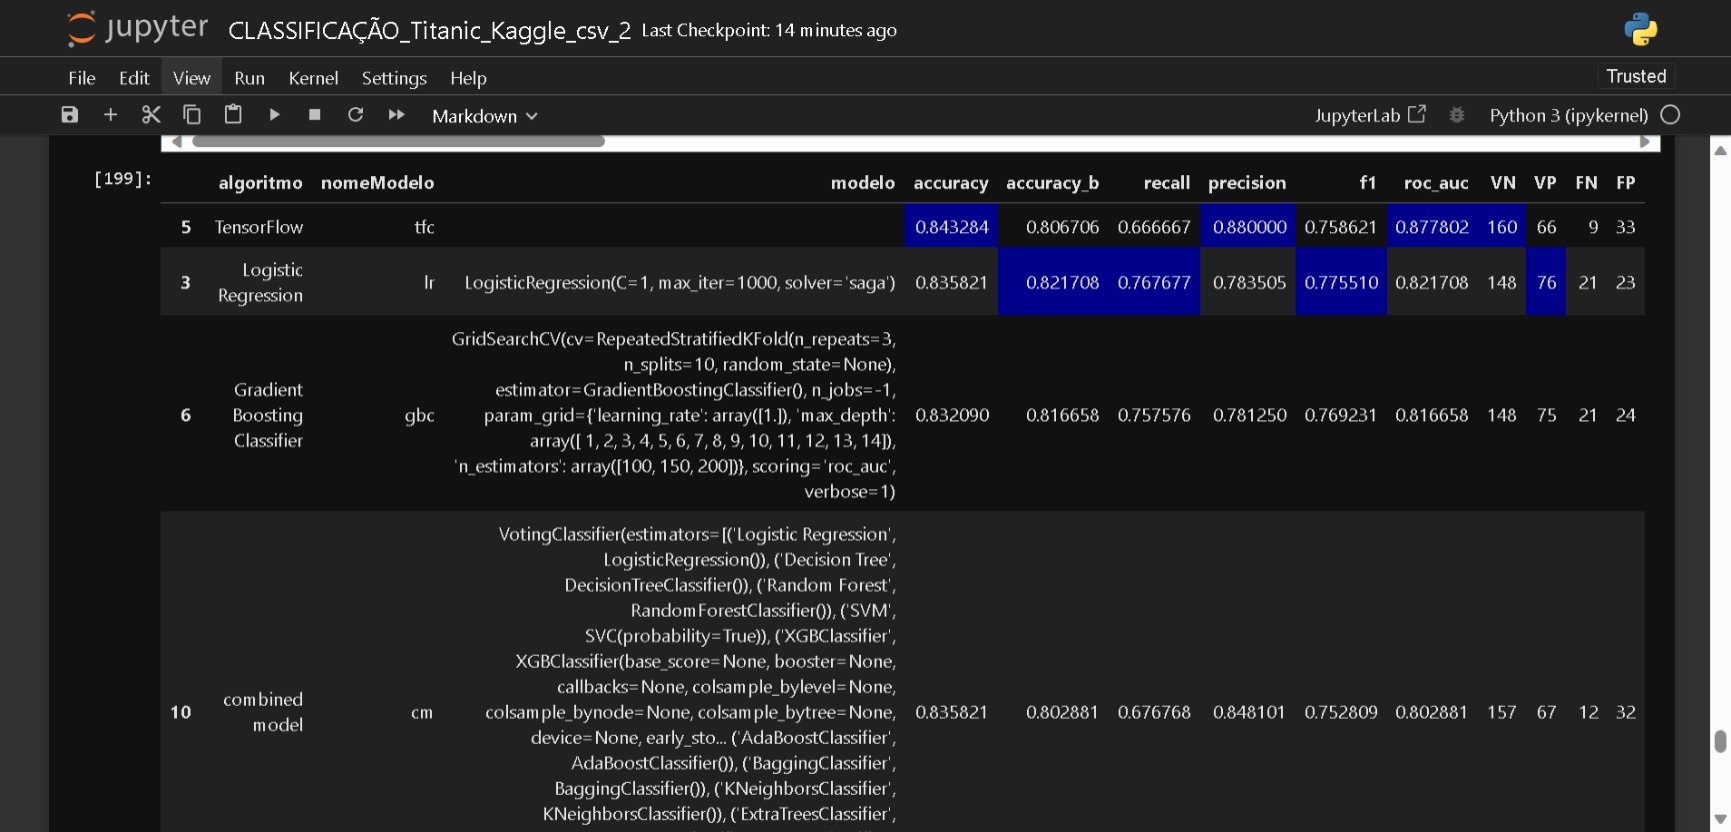 jupyter CLASSIFICAÇÃO_Titanic_Kaggle_csv_2 Last Checkpoint: 14 minutes ago
File Edit View Run Kernel Settings Help Trusted
Markdown JupyterLab Python 3 (ipykernel)
[199]: algoritmo nomeModelo modelo accuracy accuracy_b recall precision f1 roc_auc VN VP FN FP
5 TensorFlow tfc 0.843284 0.806706 0.666667 0.880000 0.758621 0.877802 160 66 9 33
Logistic
Regression
3 lr LogisticRegression(C=1, max_iter=1000, solver='saga') 0.835821 0.821708 0.767677 0.783505 0.775510 0.821708 148 76 21 23
GridSearchCV(cv=RepeatedStratifiedKFold(n_repeats=3,
n_splits=10, random_state=None),
Gradient estimator=GradientBoostingClassifier(), n_jobs=-1,
6 Boosting gbc param_grid={'learning_rate': array([1.]), 'max_depth': 0.832090 0.816658 0.757576 0.781250 0.769231 0.816658 148 75 21 24
Classifier array([ 1, 2, 3, 4, 5, 6, 7, 8, 9, 10, 11, 12, 13, 14]),
'n_estimators': array([100, 150, 200])}, scoring='roc_auc',
verbose=1)
VotingClassifier(estimators=[('Logistic Regression',
LogisticRegression()), ('Decision Tree',
DecisionTreeClassifier()), ('Random Forest',
RandomForestClassifier()), ('SVM',
SVC(probability=True)), ('XGBClassifier',
XGBClassifier(base_score=None, booster=None,
callbacks=None, colsample_bylevel=None,
combined
model
10 cm colsample_bynode=None, colsample_bytree=None, 0.835821 0.802881 0.676768 0.848101 0.752809 0.802881 157 67 12 32
device=None, early_sto... ('AdaBoostClassifier',
AdaBoostClassifier()), ('BaggingClassifier',
BaggingClassifier()), ('KNeighborsClassifier',
KNeighborsClassifier()), ('ExtraTreesClassifier',